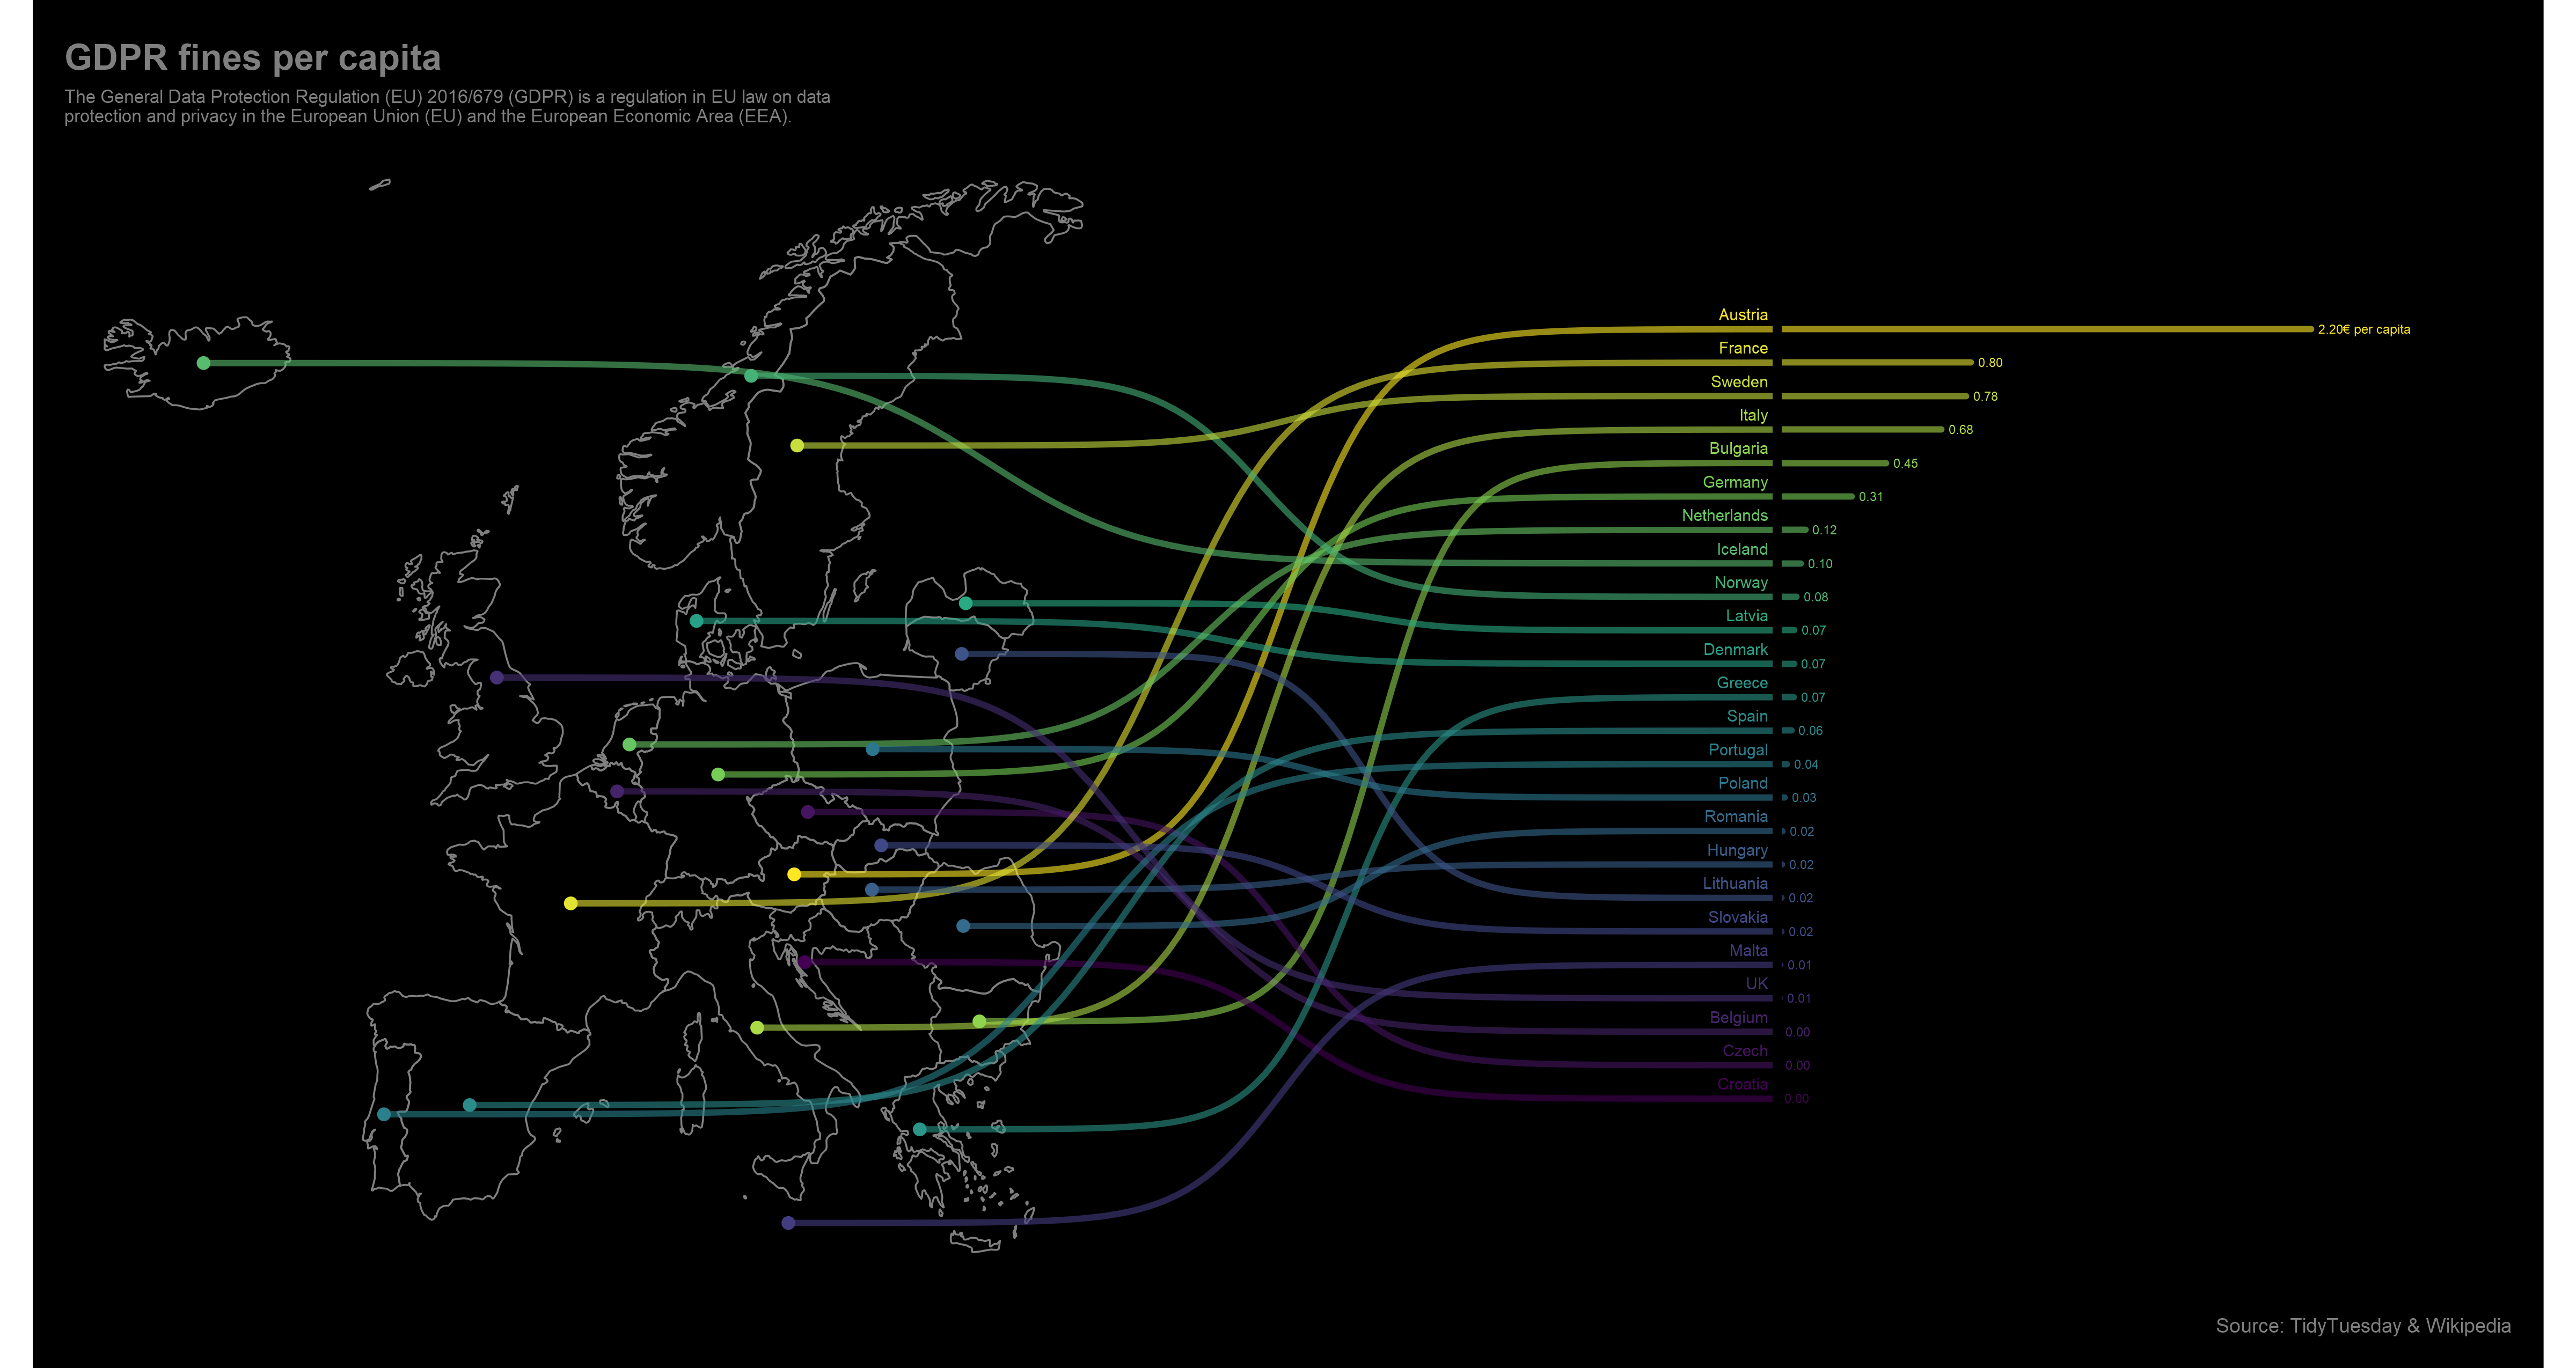 GDPR fines per capita
The General Data Protection Regulation (EU) 2016/679 (GDPR) is a regulation in EU law on data
protection and privacy in the European Union (EU) and the European Economic Area (EEA).
Austria
2.20€ per capita
France
0.80
Sweden
0.78
Italy
0.68
Bulgaria
0.45
Germany
0.31
Netherlands
0.12
Iceland
0.10
Norway
0.08
Latvia
0.07
Denmark
0.07
Greece
0.07
Spain
0.06
Portugal
0.04
Poland
0.03
Romania
0.02
Hungary
0.02
Lithuania
0.02
Slovakia
0.02
Malta
0.01
UK
0.01
Belgium
0.00
Czech
0.00
Croatia
0.00
Source: TidyTuesday & Wikipedia